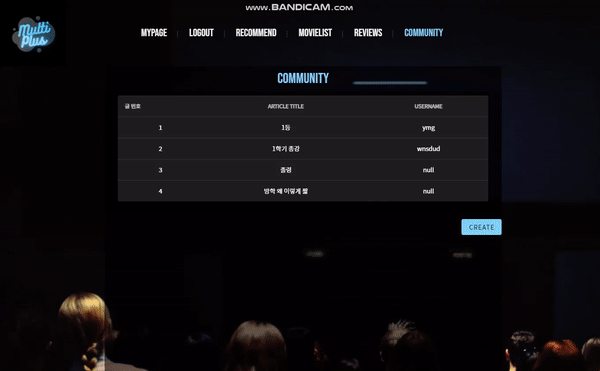 WWW.BANDICAM.COM
Multi
Plus
MYPAGE | LOGOUT | RECOMMEND | MOVIELIST | REVIEWS | COMMUNITY
COMMUNITY
글 번호 ARTICLE TITLE USERNAME
1 1등 ymg
2 1학기 종강 wnsdud
3 졸령 null
4 방학 왜 이렇게 짧 null
CREATE